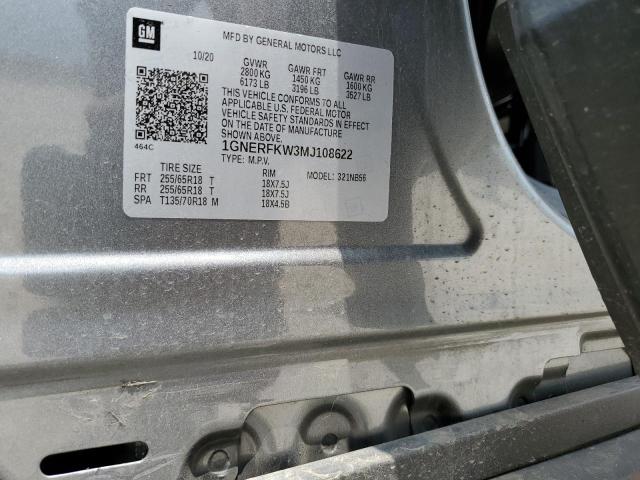 GM
MFD BY GENERAL MOTORS LLC
10/20 GVWR GAWR FRT GAWR RR
2800 KG 1450 KG 1600 KG
6173 LB 3196 LB 3527 LB
THIS VEHICLE CONFORMS TO ALL
APPLICABLE U.S. FEDERAL MOTOR
VEHICLE SAFETY STANDARDS IN EFFECT
ON THE DATE OF MANUFACTURE
SHOWN ABOVE
464C 1GNERFKW3MJ108622
TYPE: M.P.V.
TIRE SIZE RIM MODEL: 321NB56
FRT 255/65R18 T 18X7.5J
RR 255/65R18 T 18X7.5J
SPA T135/70R18 M 18X4.5B